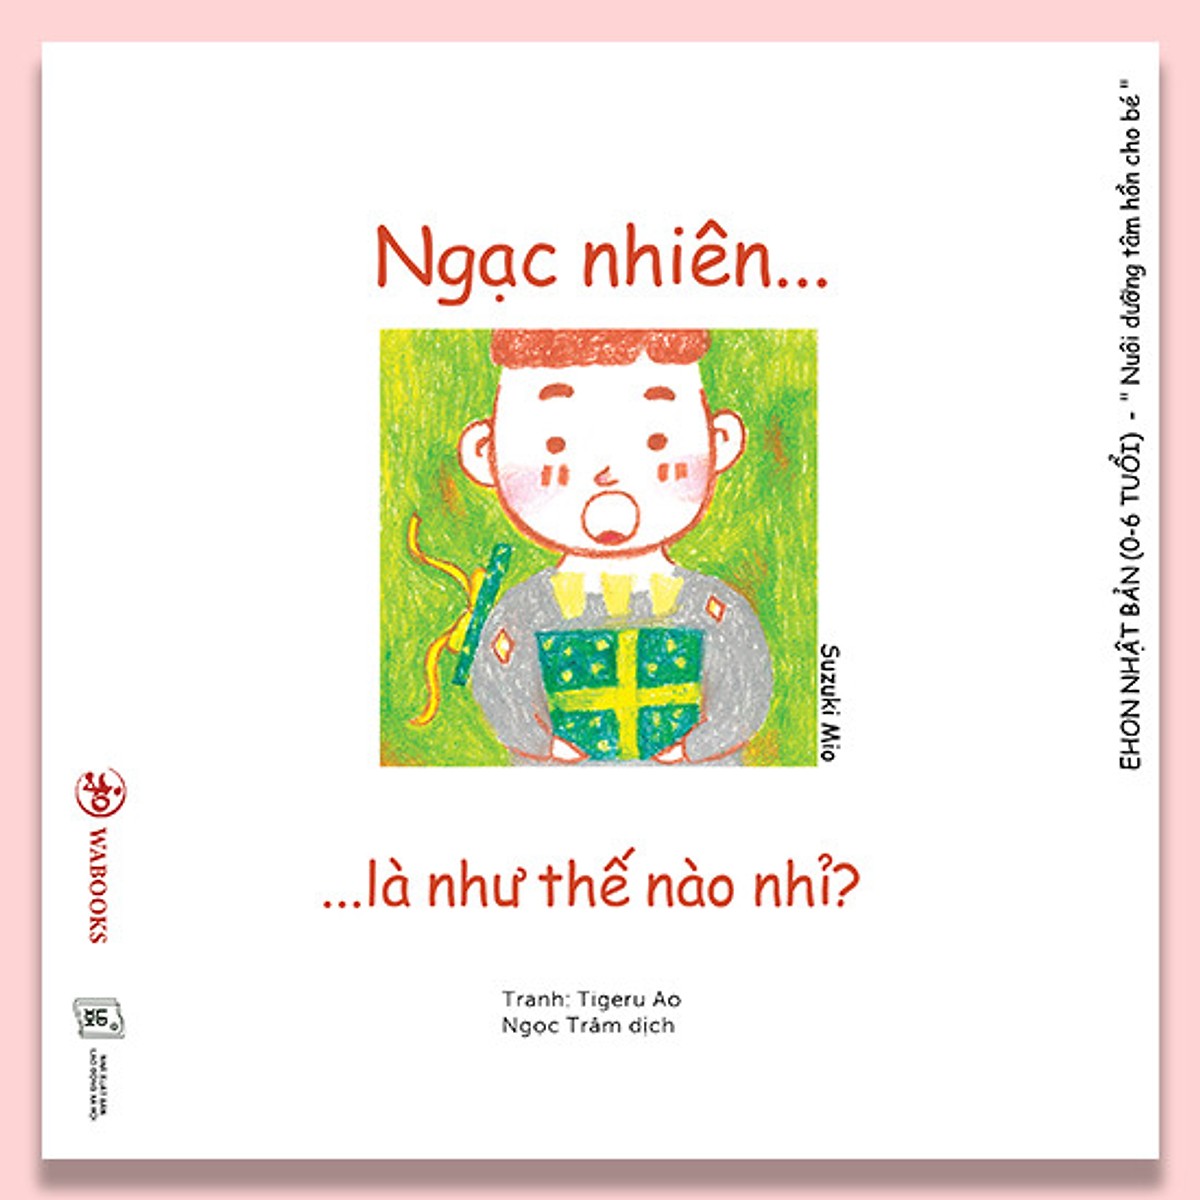 Ngạc nhiên...
Suzuki Mio
...là như thế nào nhỉ?
Tranh: Tigeru Ao
Ngọc Trâm dịch
EHON NHẬT BẢN (0-6 TUỔI) - " Nuôi dưỡng tâm hồn cho bé "
WABOOKS